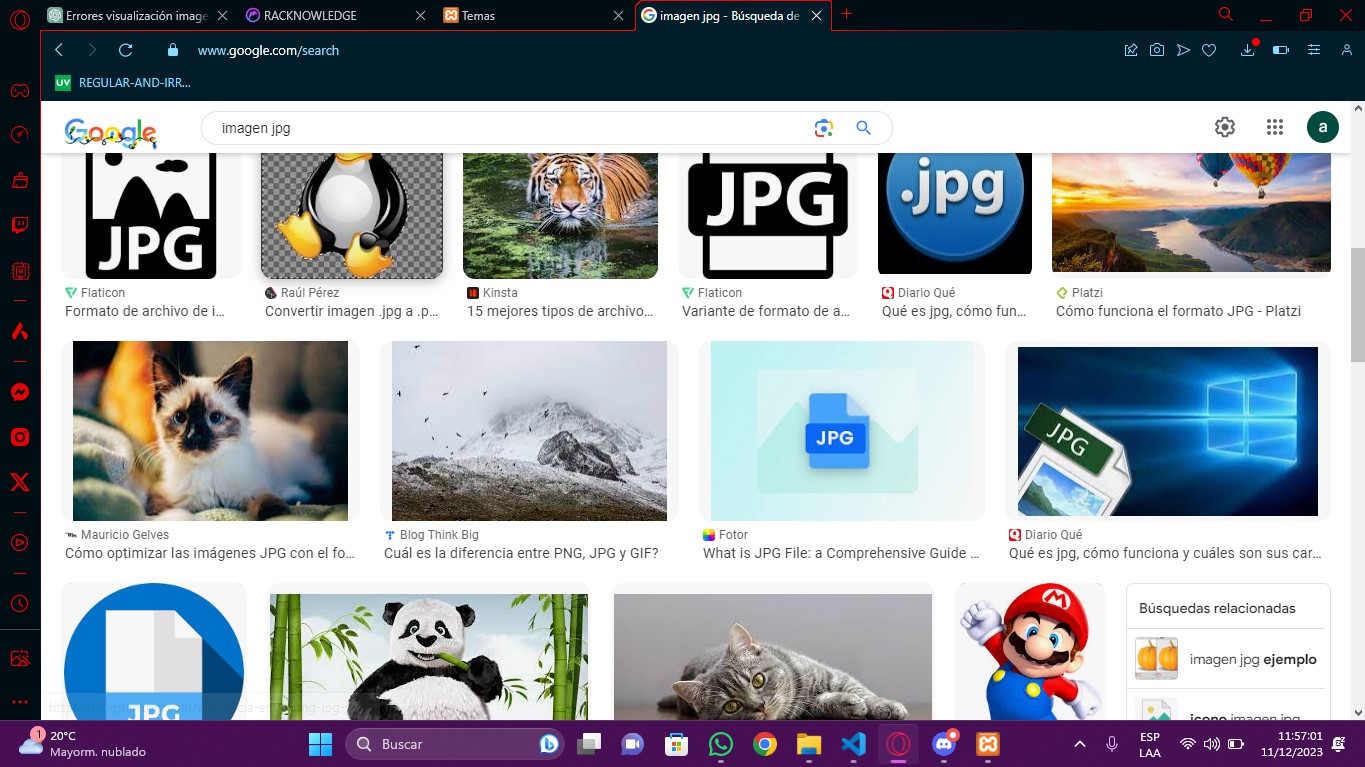 Errores visualización image
RACKNOWLEDGE
Temas
imagen jpg - Búsqueda de
www.google.com/search
UV REGULAR-AND-IRR...
Google
imagen jpg
a
JPG
JPG
.jpg
Flaticon
Formato de archivo de i...
Raúl Pérez
Convertir imagen .jpg a .p...
Kinsta
15 mejores tipos de archivo...
Flaticon
Variante de formato de a...
Diario Qué
Qué es jpg, cómo fun...
Platzi
Cómo funciona el formato JPG - Platzi
JPG
JPG
Mauricio Gelves
Cómo optimizar las imágenes JPG con el fo...
Blog Think Big
Cuál es la diferencia entre PNG, JPG y GIF?
Fotor
What is JPG File: a Comprehensive Guide ...
Diario Qué
Qué es jpg, cómo funciona y cuáles son sus car...
JPG
M
Búsquedas relacionadas
imagen jpg ejemplo
icono imagen jpg
1
20°C
Mayorm. nublado
Buscar
ESP
LAA
11:57:01
11/12/2023